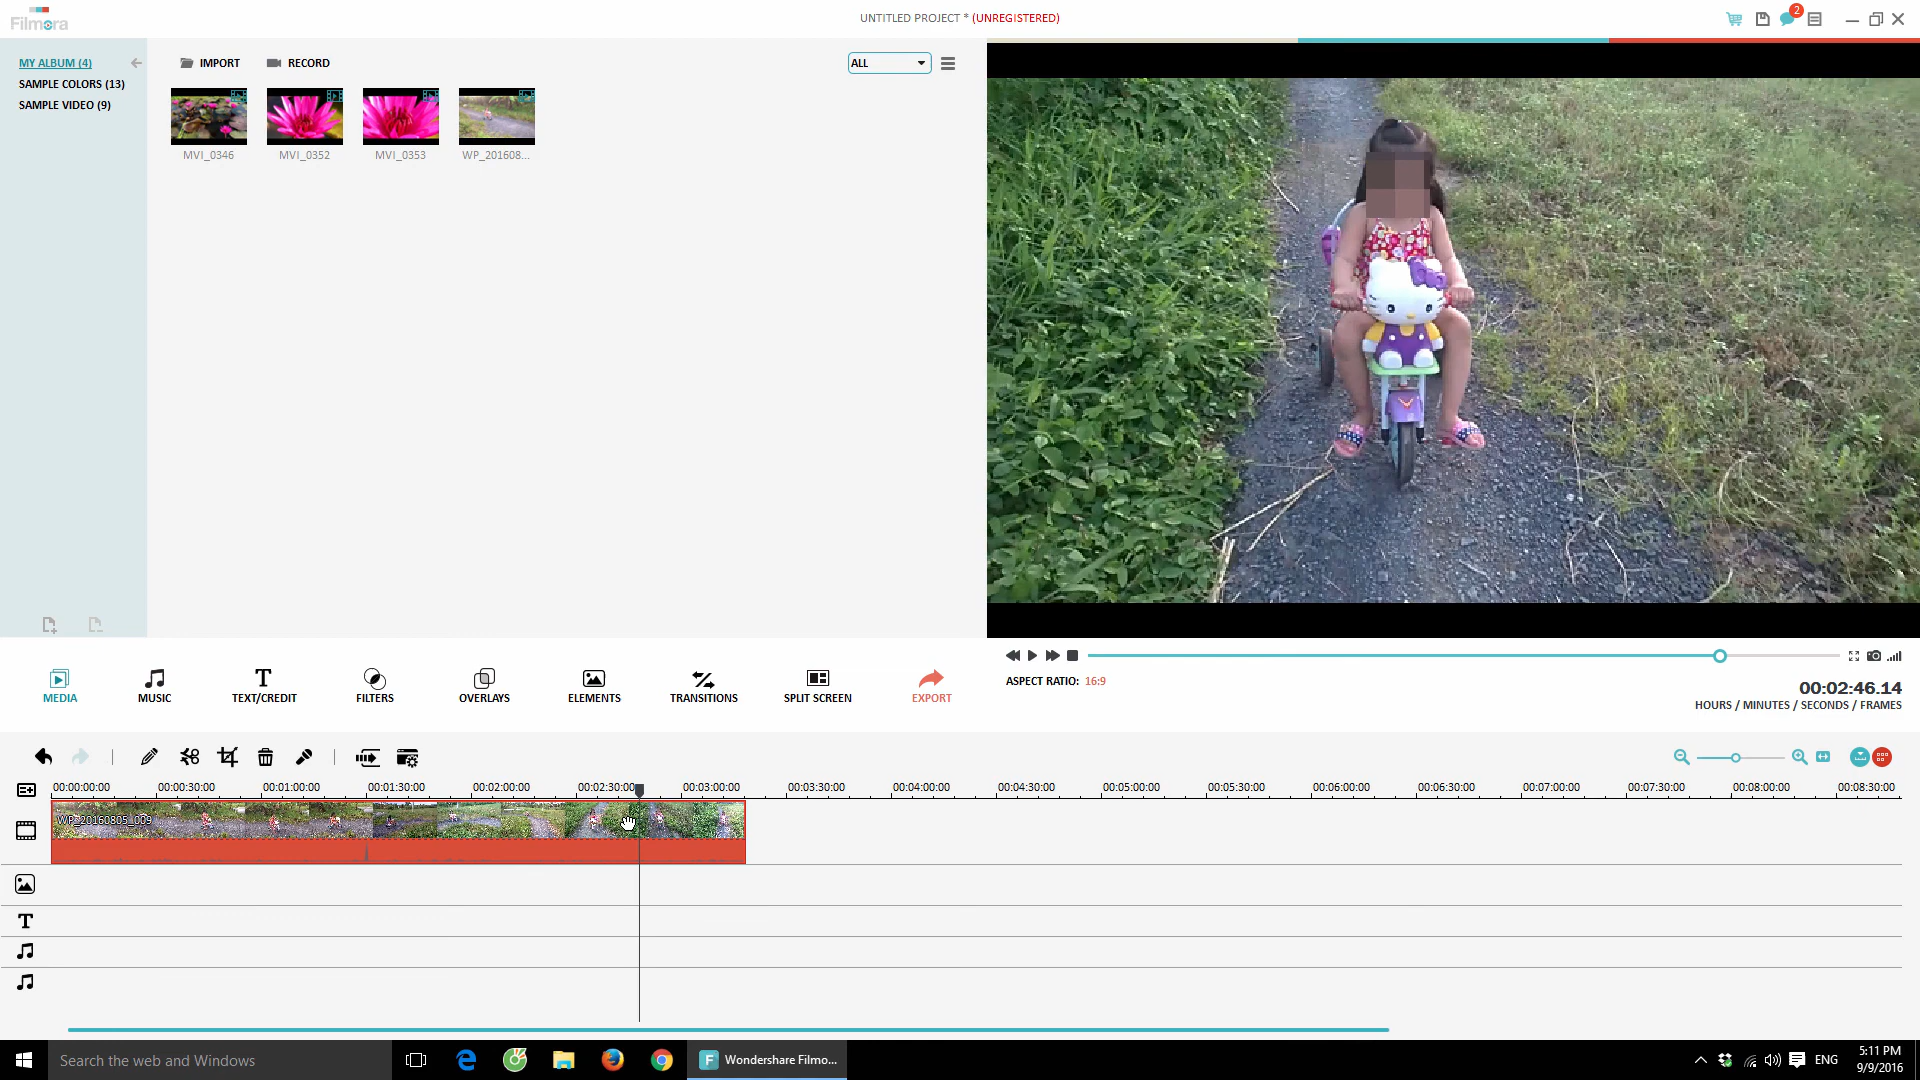 Filmora
UNTITLED PROJECT * (UNREGISTERED)
2
MY ALBUM (4)
SAMPLE COLORS (13)
SAMPLE VIDEO (9)
IMPORT
RECORD
ALL
MVI_0346
MVI_0352
MVI_0353
WP_201608...
MEDIA
MUSIC
TEXT/CREDIT
FILTERS
OVERLAYS
ELEMENTS
TRANSITIONS
SPLIT SCREEN
EXPORT
ASPECT RATIO: 16:9
00:02:46.14
HOURS / MINUTES / SECONDS / FRAMES
00:00:00:00 00:00:30:00 00:01:00:00 00:01:30:00 00:02:00:00 00:02:30:00 00:03:00:00 00:03:30:00 00:04:00:00 00:04:30:00 00:05:00:00 00:05:30:00 00:06:00:00 00:06:30:00 00:07:00:00 00:07:30:00 00:08:00:00 00:08:30:00
WP_20160805_009
T
Search the web and Windows
F Wondershare Filmo...
ENG
5:11 PM
9/9/2016